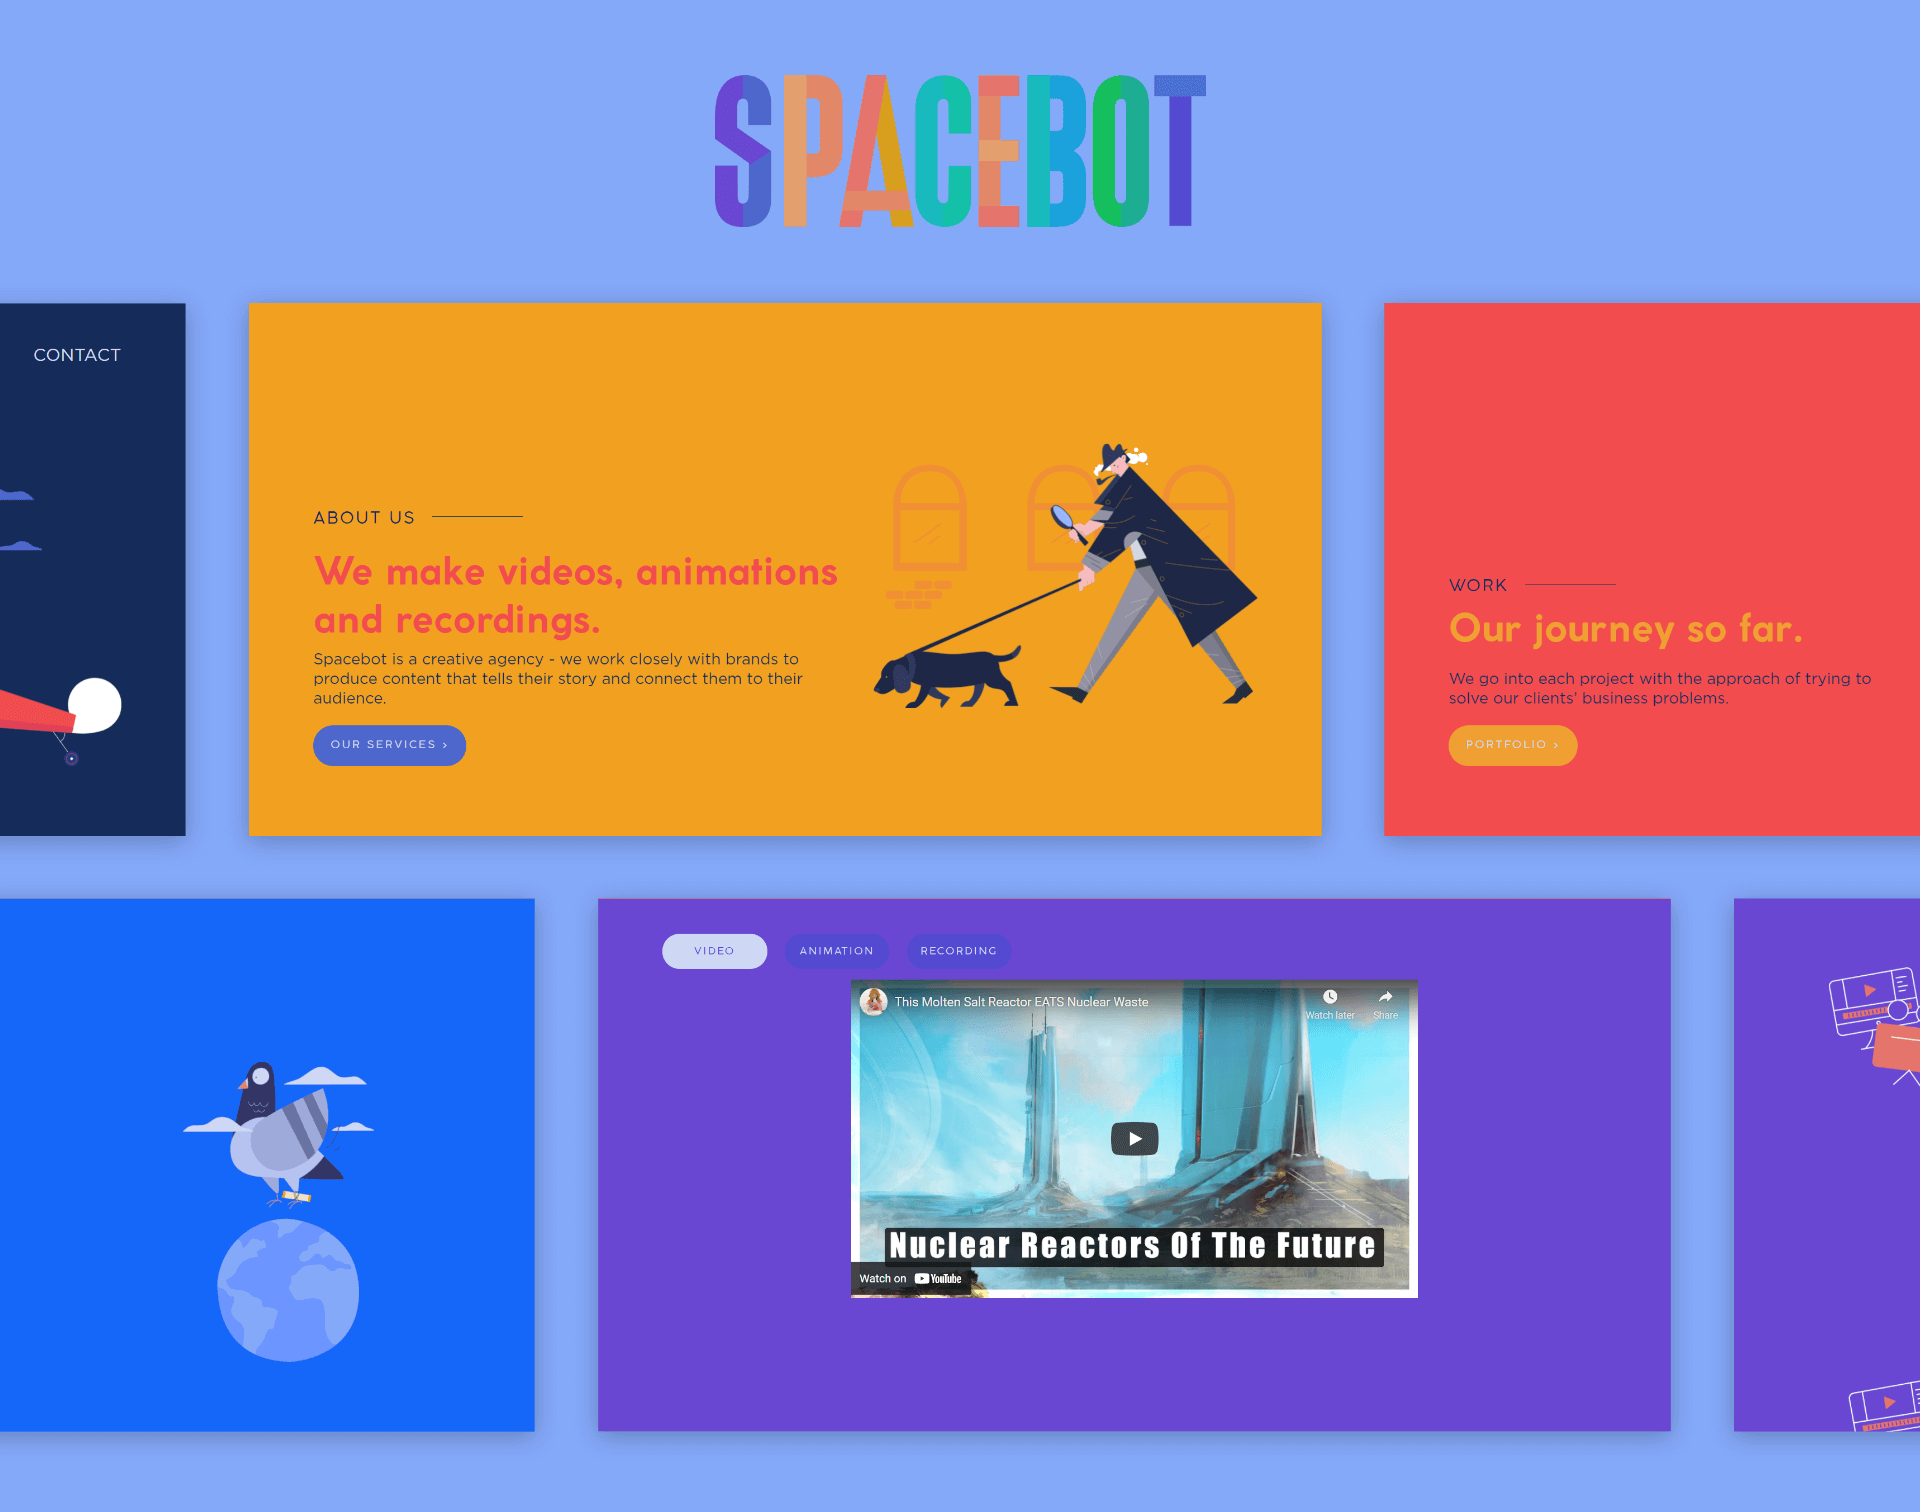 SPACEBOT
CONTACT
ABOUT US
We make videos, animations
and recordings.
Spacebot is a creative agency - we work closely with brands to
produce content that tells their story and connect them to their
audience.
OUR SERVICES >
WORK
Our journey so far.
We go into each project with the approach of trying to
solve our clients' business problems.
PORTFOLIO >
VIDEO
ANIMATION
RECORDING
This Molten Salt Reactor EATS Nuclear Waste
Watch later
Share
Nuclear Reactors Of The Future
Watch on YouTube